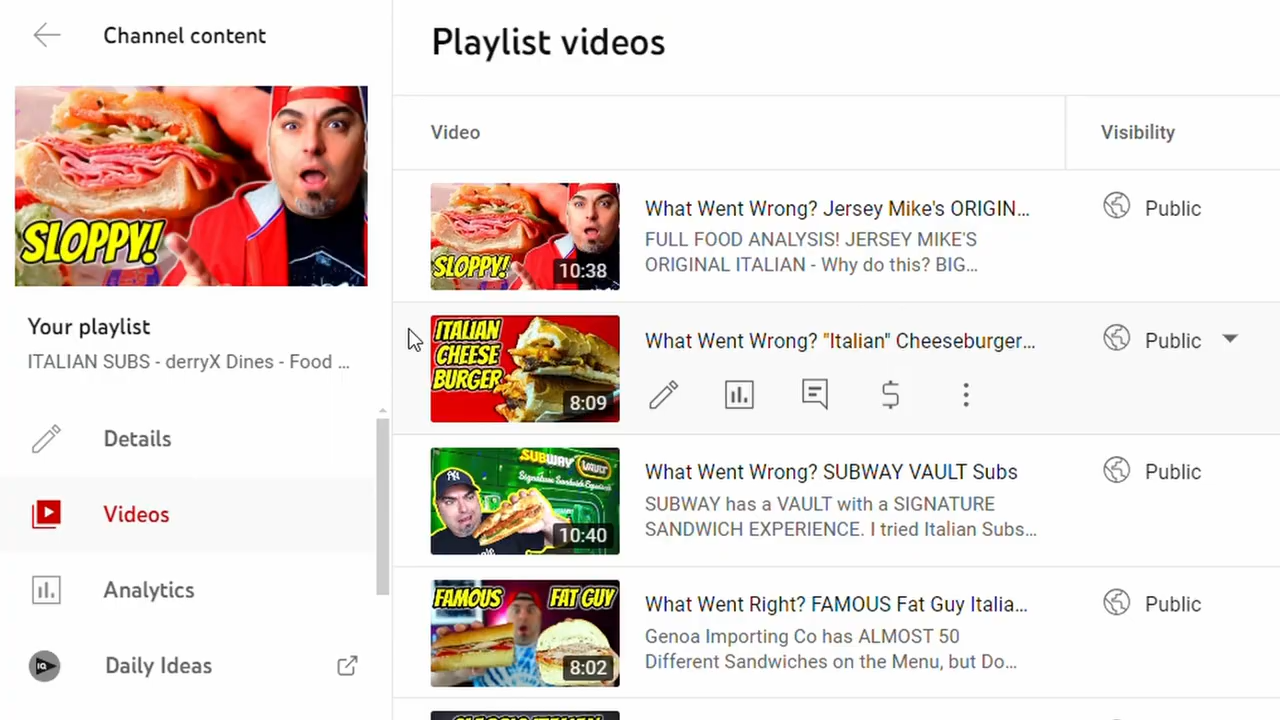 Channel content
SLOPPY!
Your playlist
ITALIAN SUBS - derryX Dines - Food ...
Details
Videos
Analytics
IQ
Daily Ideas
Playlist videos
Video
Visibility
SLOPPY!
10:38
What Went Wrong? Jersey Mike's ORIGIN...
FULL FOOD ANALYSIS! JERSEY MIKE'S
ORIGINAL ITALIAN - Why do this? BIG...
Public
ITALIAN
CHEESE
BURGER
8:09
What Went Wrong? "Italian" Cheeseburger...
Public
SUBWAY VAULT
Signature Sandwich
10:40
What Went Wrong? SUBWAY VAULT Subs
SUBWAY has a VAULT with a SIGNATURE
SANDWICH EXPERIENCE. I tried Italian Subs...
Public
FAMOUS FAT GUY
8:02
What Went Right? FAMOUS Fat Guy Italia...
Genoa Importing Co has ALMOST 50
Different Sandwiches on the Menu, but Do...
Public